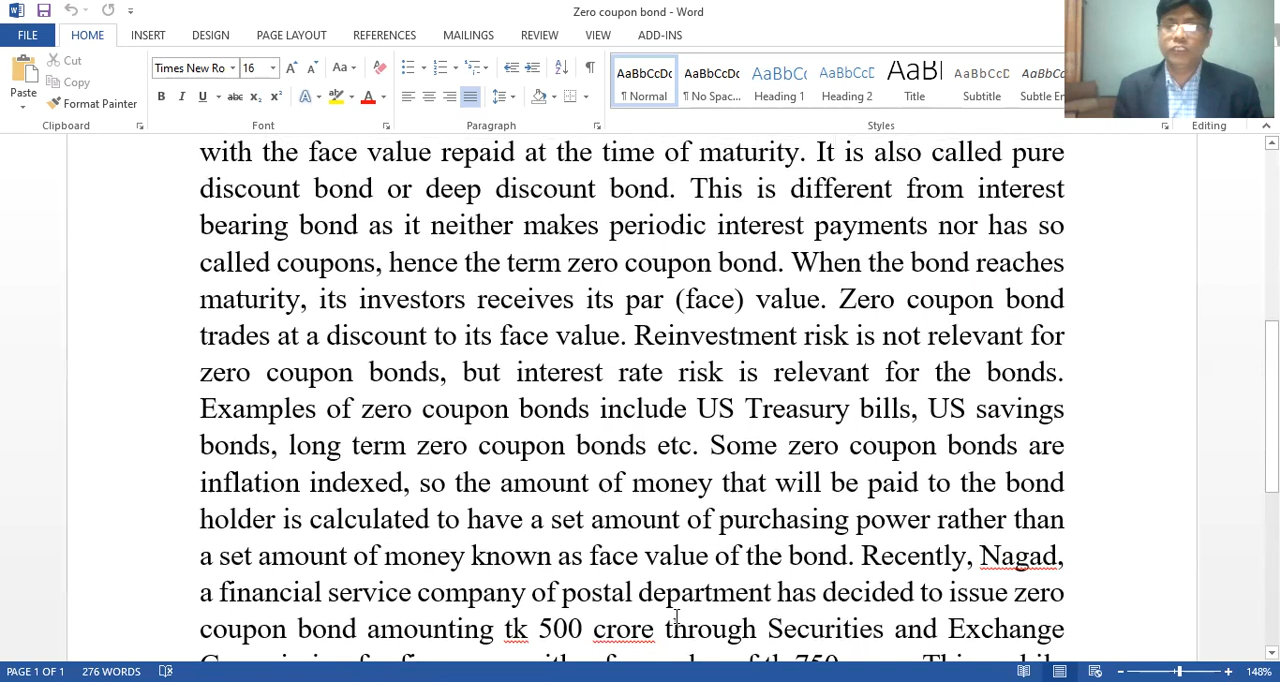 Zero coupon bond - Word
FILE HOME INSERT DESIGN PAGE LAYOUT REFERENCES MAILINGS REVIEW VIEW ADD-INS
Cut
Copy
Format Painter
Paste
Times New Ro 16
Aa
B I U abc x₂ x² A ab A
AaBbCcDc AaBbCcDc AaBbCc AaBbCcD AaBl AaBbCcD AaBbCcD
¶ Normal ¶ No Spac... Heading 1 Heading 2 Title Subtitle Subtle Em
Clipboard Font Paragraph Styles Editing
with the face value repaid at the time of maturity. It is also called pure
discount bond or deep discount bond. This is different from interest
bearing bond as it neither makes periodic interest payments nor has so
called coupons, hence the term zero coupon bond. When the bond reaches
maturity, its investors receives its par (face) value. Zero coupon bond
trades at a discount to its face value. Reinvestment risk is not relevant for
zero coupon bonds, but interest rate risk is relevant for the bonds.
Examples of zero coupon bonds include US Treasury bills, US savings
bonds, long term zero coupon bonds etc. Some zero coupon bonds are
inflation indexed, so the amount of money that will be paid to the bond
holder is calculated to have a set amount of purchasing power rather than
a set amount of money known as face value of the bond. Recently, Nagad,
a financial service company of postal department has decided to issue zero
coupon bond amounting tk 500 crore through Securities and Exchange
PAGE 1 OF 1 276 WORDS 148%